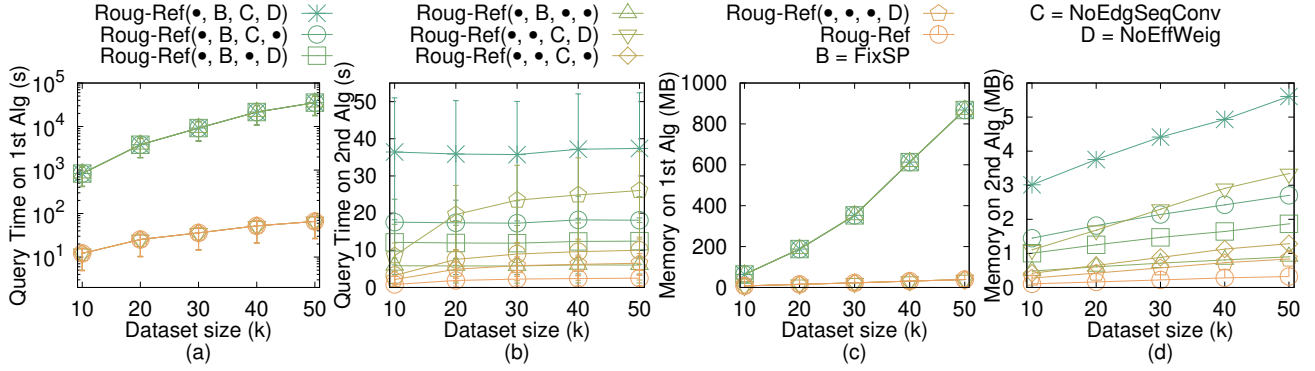 Roug-Ref(•, B, C, D)
Roug-Ref(•, B, C, •)
Roug-Ref(•, B, •, D)
Roug-Ref(•, B, •, •)
Roug-Ref(•, •, C, D)
Roug-Ref(•, •, C, •)
Roug-Ref(•, •, •, D)
Roug-Ref
B = FixSP
C = NoEdgSeqConv
D = NoEffWeig
Query Time on 1st Alg (s)
10^5
10^4
10^3
10^2
10^1
10 20 30 40 50
Dataset size (k)
(a)
Query Time on 2nd Alg (s)
50
40
30
20
10
0
10 20 30 40 50
Dataset size (k)
(b)
Memory on 1st Alg (MB)
1000
800
600
400
200
0
10 20 30 40 50
Dataset size (k)
(c)
Memory on 2nd Alg (MB)
6
5
4
3
2
1
0
10 20 30 40 50
Dataset size (k)
(d)